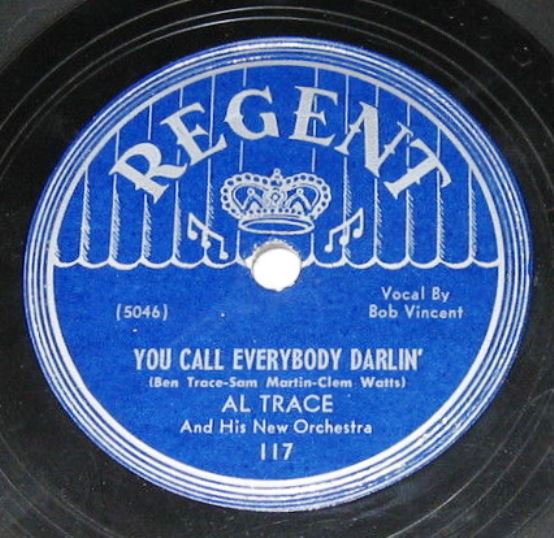 REGENT
(5046)
Vocal By
Bob Vincent
YOU CALL EVERYBODY DARLIN'
(Ben Trace-Sam Martin-Clem Watts)
AL TRACE
And His New Orchestra
117